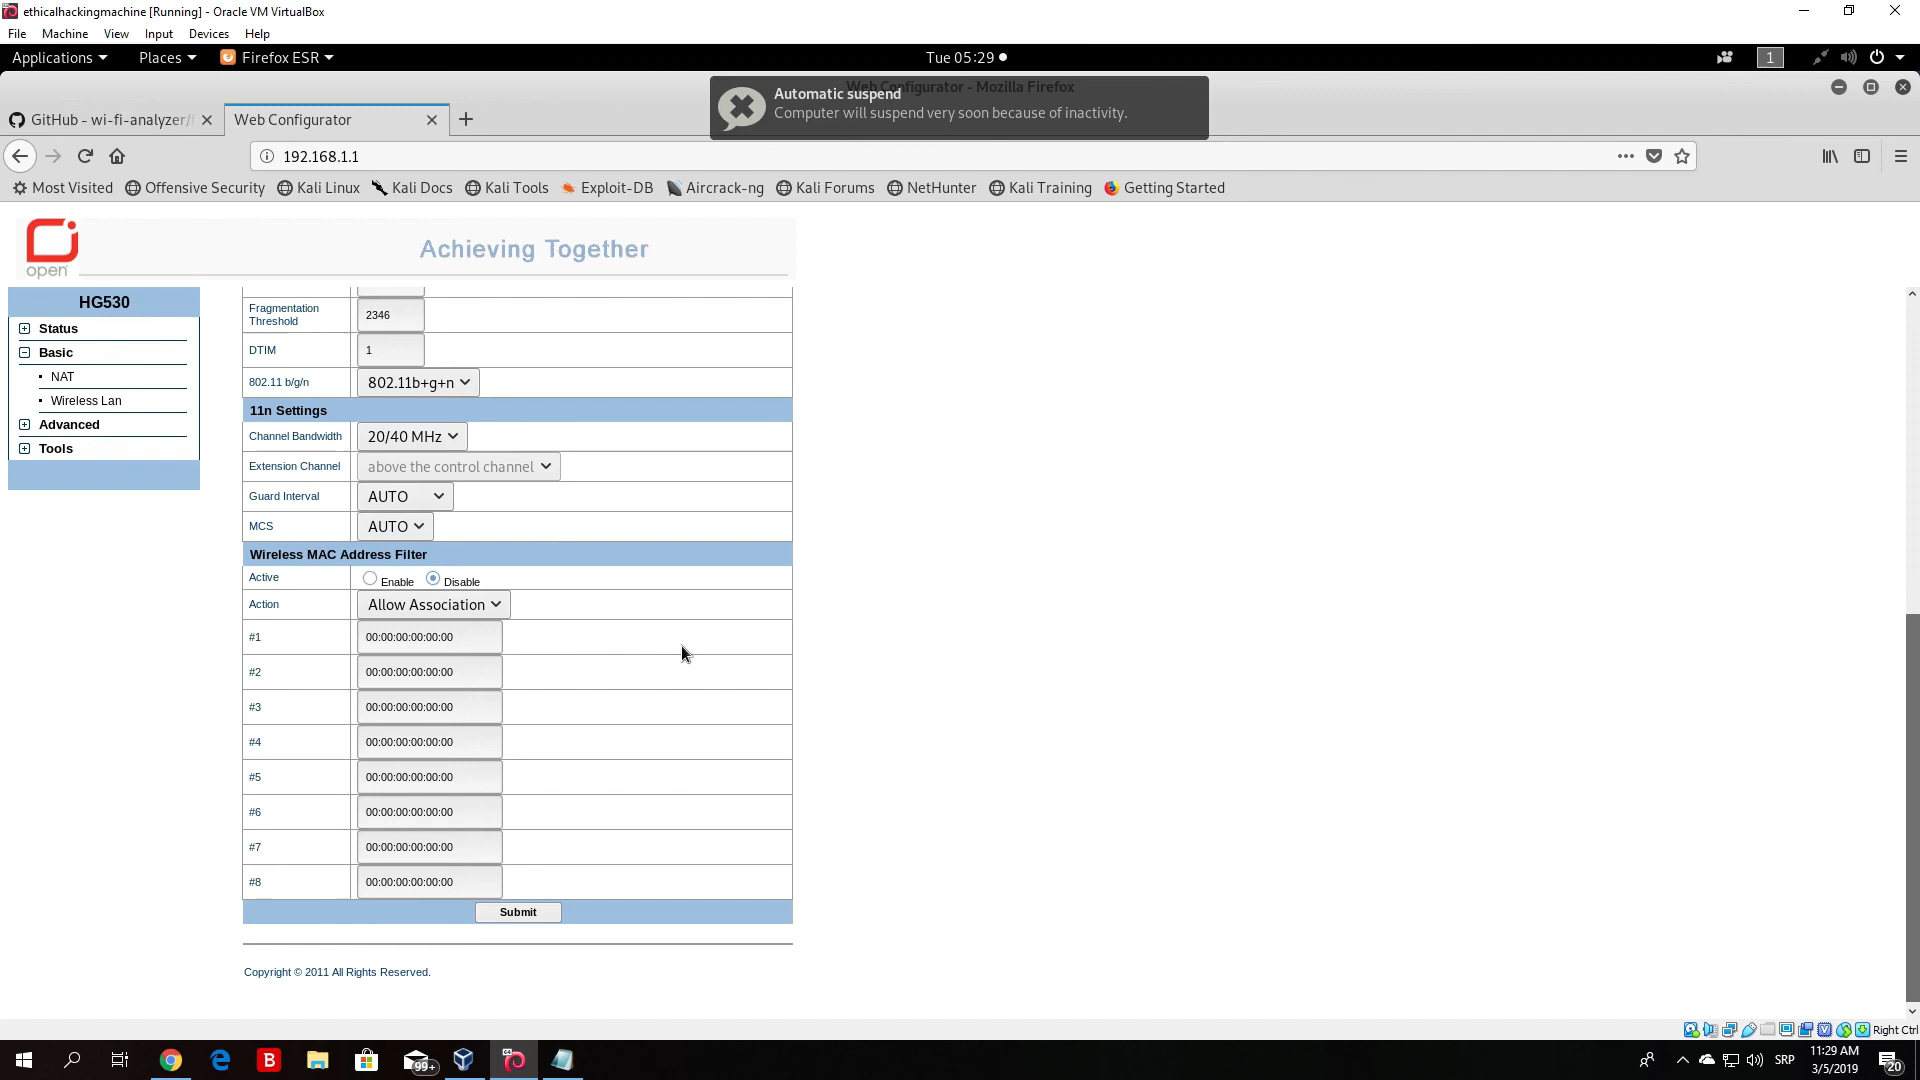 ethicalhackingmachine [Running] - Oracle VM VirtualBox
File Machine View Input Devices Help
Applications Places Firefox ESR Tue 05:29 1
Web Configurator - Mozilla Firefox
Automatic suspend
Computer will suspend very soon because of inactivity.
GitHub - wi-fi-analyzer/ Web Configurator
192.168.1.1
Most Visited Offensive Security Kali Linux Kali Docs Kali Tools Exploit-DB Aircrack-ng Kali Forums NetHunter Kali Training Getting Started
open
Achieving Together
HG530
Status
Basic
NAT
Wireless Lan
Advanced
Tools
Fragmentation
Threshold 2346
DTIM 1
802.11 b/g/n 802.11b+g+n
11n Settings
Channel Bandwidth 20/40 MHz
Extension Channel above the control channel
Guard Interval AUTO
MCS AUTO
Wireless MAC Address Filter
Active Enable Disable
Action Allow Association
#1 00:00:00:00:00:00
#2 00:00:00:00:00:00
#3 00:00:00:00:00:00
#4 00:00:00:00:00:00
#5 00:00:00:00:00:00
#6 00:00:00:00:00:00
#7 00:00:00:00:00:00
#8 00:00:00:00:00:00
Submit
Copyright © 2011 All Rights Reserved.
Right Ctrl
B 99+ SRP 11:29 AM
3/5/2019 20